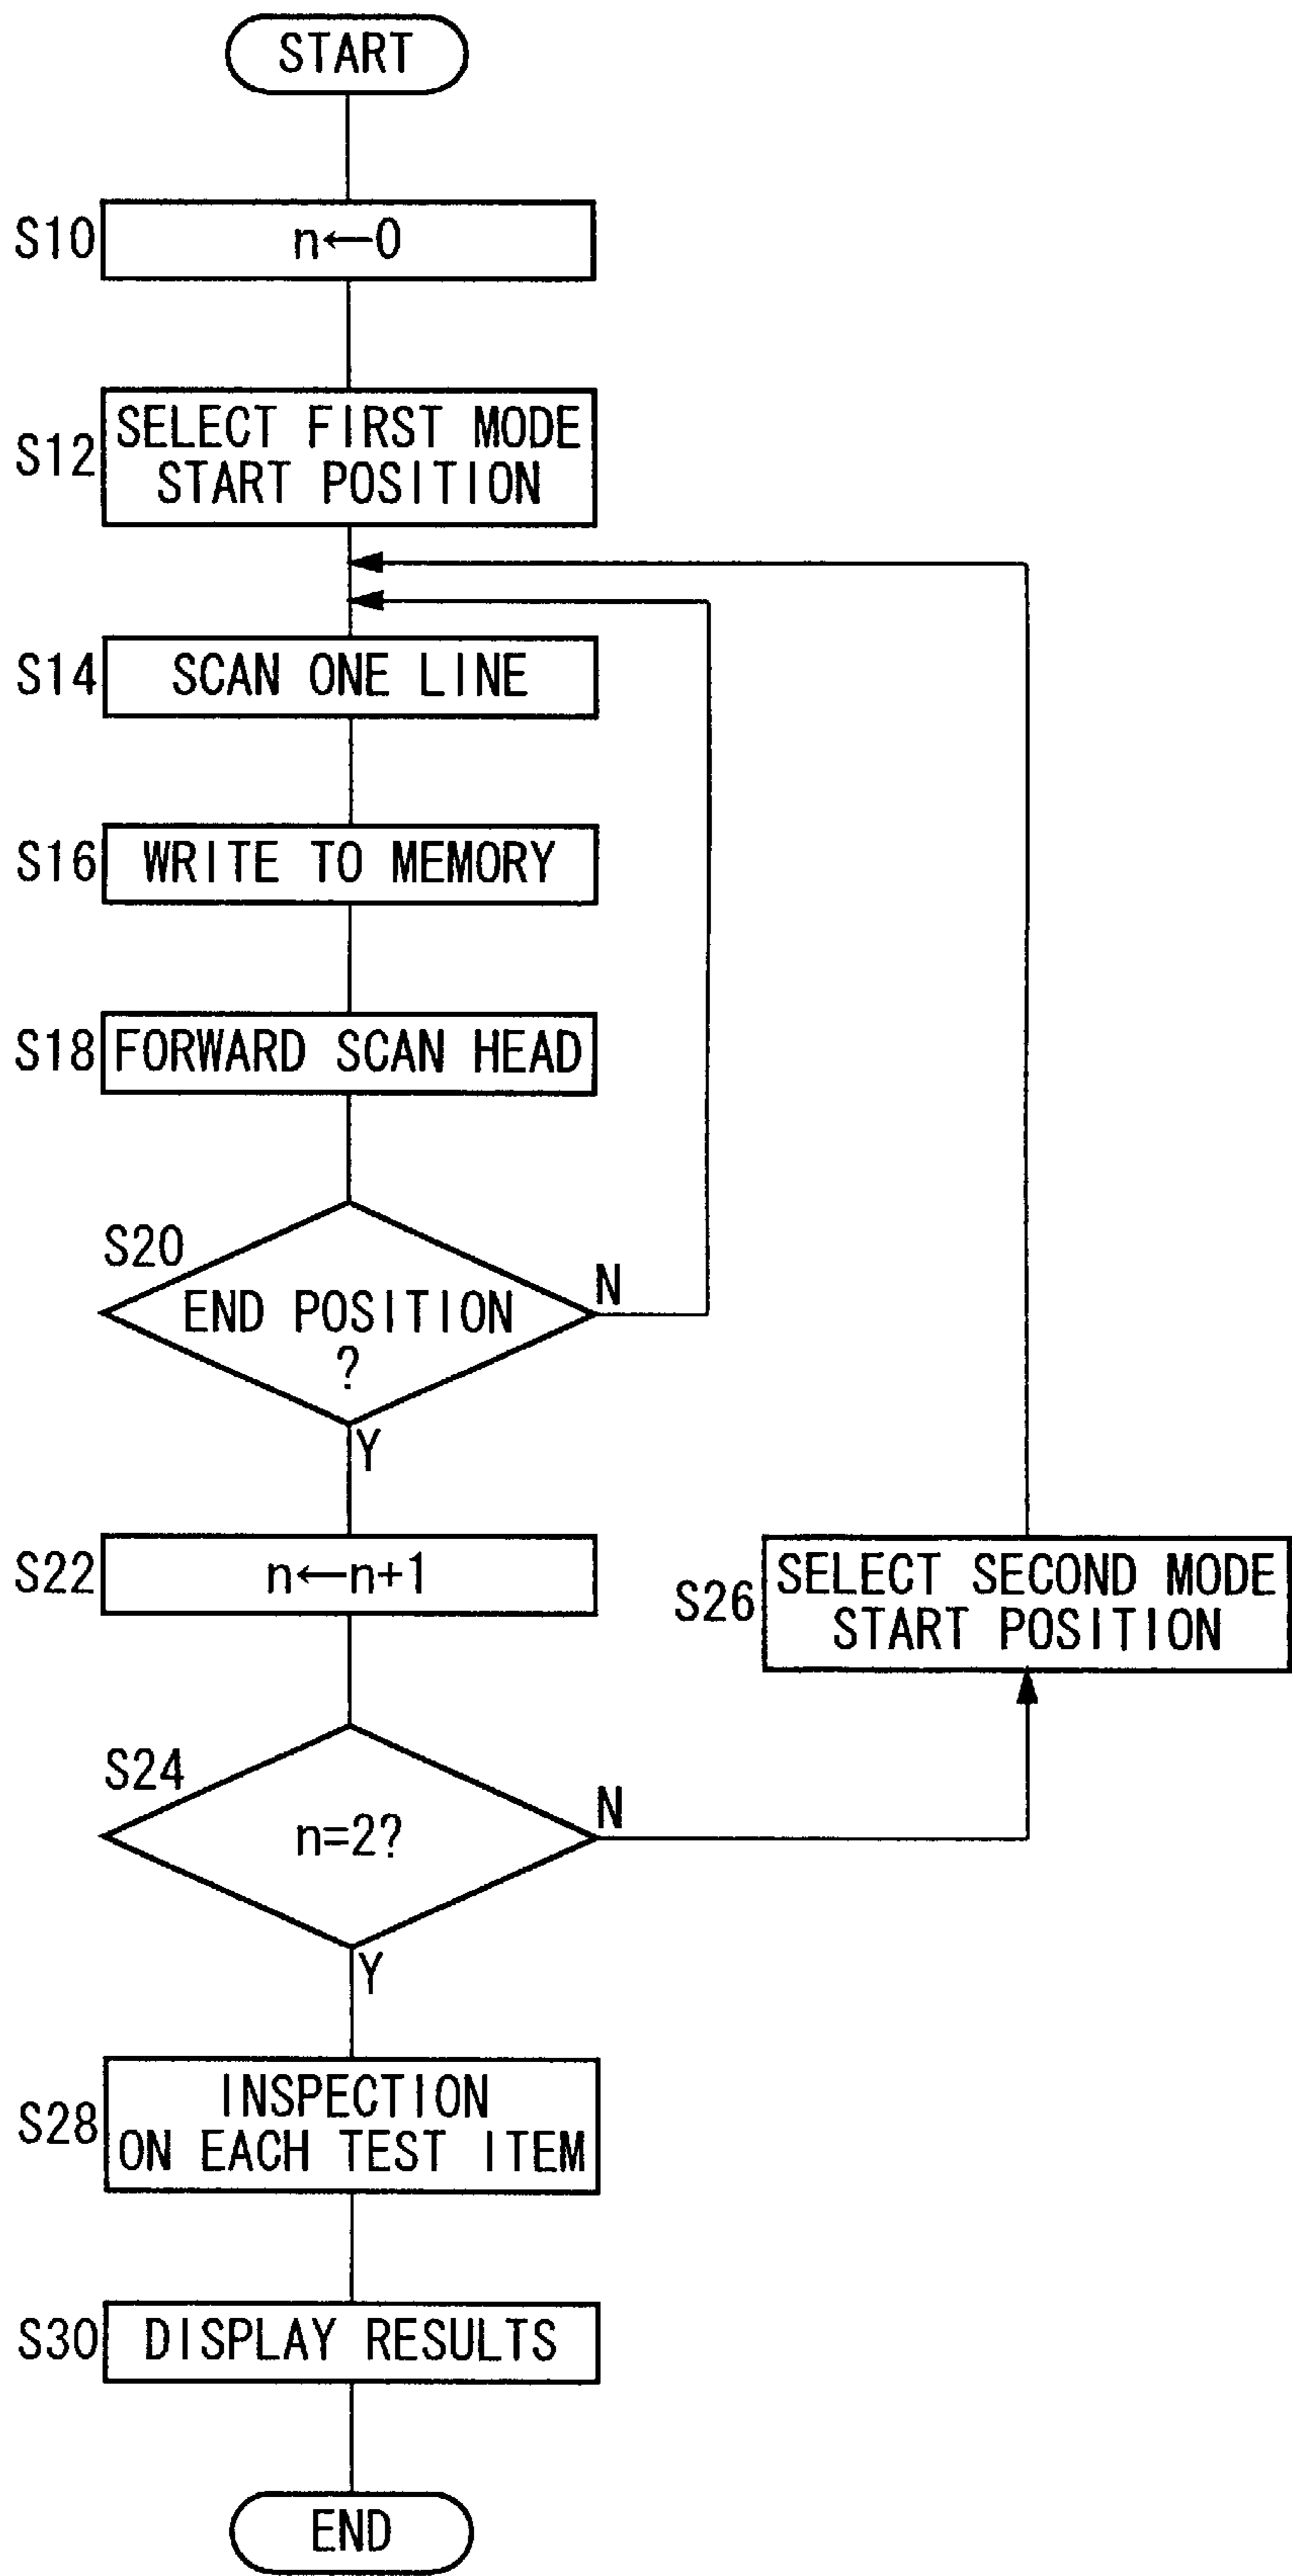 START
S10
n←0
S12
SELECT FIRST MODE
START POSITION
S14
SCAN ONE LINE
S16
WRITE TO MEMORY
S18
FORWARD SCAN HEAD
S20
END POSITION
?
N
Y
S22
n←n+1
S26
SELECT SECOND MODE
START POSITION
S24
n=2?
N
Y
S28
INSPECTION
ON EACH TEST ITEM
S30
DISPLAY RESULTS
END